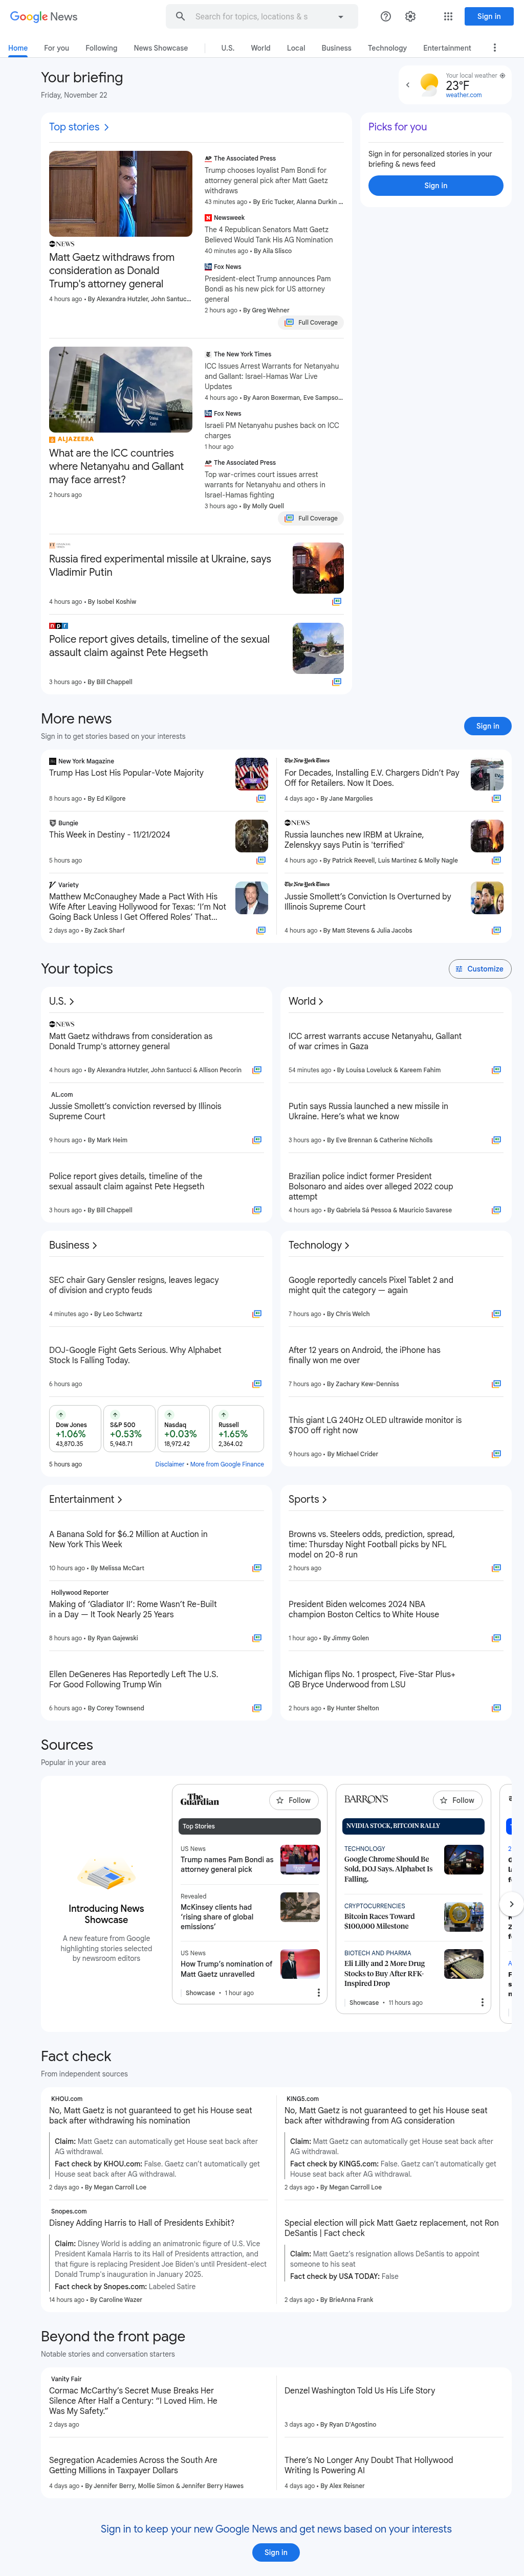 Google News
Search for topics, locations & s
Sign in
Home
For you
Following
News Showcase
U.S.
World
Local
Business
Technology
Entertainment
Your briefing
Friday, November 22
Your local weather
23°F
weather.com
Top stories
Picks for you
Sign in for personalized stories in your
briefing & news feed
Sign in
NEWS
Matt Gaetz withdraws from
consideration as Donald
Trump's attorney general
4 hours ago • By Alexandra Hutzler, John Santuc...
The Associated Press
Trump chooses loyalist Pam Bondi for
attorney general pick after Matt Gaetz
withdraws
43 minutes ago • By Eric Tucker, Alanna Durkin ...
Newsweek
The 4 Republican Senators Matt Gaetz
Believed Would Tank His AG Nomination
40 minutes ago • By Aila Slisco
Fox News
President-elect Trump announces Pam
Bondi as his new pick for US attorney
general
2 hours ago • By Greg Wehner
Full Coverage
ALJAZEERA
What are the ICC countries
where Netanyahu and Gallant
may face arrest?
2 hours ago
The New York Times
ICC Issues Arrest Warrants for Netanyahu
and Gallant: Israel-Hamas War Live
Updates
4 hours ago • By Aaron Boxerman, Eve Sampso...
Fox News
Israeli PM Netanyahu pushes back on ICC
charges
1 hour ago
The Associated Press
Top war-crimes court issues arrest
warrants for Netanyahu and others in
Israel-Hamas fighting
3 hours ago • By Molly Quell
Full Coverage
Russia fired experimental missile at Ukraine, says
Vladimir Putin
4 hours ago • By Isobel Koshiw
npr
Police report gives details, timeline of the sexual
assault claim against Pete Hegseth
3 hours ago • By Bill Chappell
More news
Sign in to get stories based on your interests
Sign in
New York Magazine
Trump Has Lost His Popular-Vote Majority
8 hours ago • By Ed Kilgore
The New York Times
For Decades, Installing E.V. Chargers Didn't Pay
Off for Retailers. Now It Does.
4 days ago • By Jane Margolies
Bungie
This Week in Destiny - 11/21/2024
5 hours ago
NEWS
Russia launches new IRBM at Ukraine,
Zelenskyy says Putin is 'terrified'
4 hours ago • By Patrick Reevell, Luis Martinez & Molly Nagle
Variety
Matthew McConaughey Made a Pact With His
Wife After Leaving Hollywood for Texas: ‘I’m Not
Going Back Unless I Get Offered Roles’ That...
2 days ago • By Zack Sharf
The New York Times
Jussie Smollett’s Conviction Is Overturned by
Illinois Supreme Court
4 hours ago • By Matt Stevens & Julia Jacobs
Your topics
Customize
U.S.
NEWS
Matt Gaetz withdraws from consideration as
Donald Trump's attorney general
4 hours ago • By Alexandra Hutzler, John Santucci & Allison Pecorin
AL.com
Jussie Smollett’s conviction reversed by Illinois
Supreme Court
9 hours ago • By Mark Heim
Police report gives details, timeline of the
sexual assault claim against Pete Hegseth
3 hours ago • By Bill Chappell
World
ICC arrest warrants accuse Netanyahu, Gallant
of war crimes in Gaza
54 minutes ago • By Louisa Loveluck & Kareem Fahim
Putin says Russia launched a new missile in
Ukraine. Here’s what we know
3 hours ago • By Eve Brennan & Catherine Nicholls
Brazilian police indict former President
Bolsonaro and aides over alleged 2022 coup
attempt
4 hours ago • By Gabriela Sá Pessoa & Mauricio Savarese
Business
SEC chair Gary Gensler resigns, leaves legacy
of division and crypto feuds
4 minutes ago • By Leo Schwartz
DOJ-Google Fight Gets Serious. Why Alphabet
Stock Is Falling Today.
6 hours ago
Dow Jones
+1.06%
43,870.35
S&P 500
+0.53%
5,948.71
Nasdaq
+0.03%
18,972.42
Russell
+1.65%
2,364.02
5 hours ago
Disclaimer • More from Google Finance
Technology
Google reportedly cancels Pixel Tablet 2 and
might quit the category — again
7 hours ago • By Chris Welch
After 12 years on Android, the iPhone has
finally won me over
7 hours ago • By Zachary Kew-Denniss
This giant LG 240Hz OLED ultrawide monitor is
$700 off right now
9 hours ago • By Michael Crider
Entertainment
A Banana Sold for $6.2 Million at Auction in
New York This Week
10 hours ago • By Melissa McCart
Hollywood Reporter
Making of ‘Gladiator II’: Rome Wasn’t Re-Built
in a Day — It Took Nearly 25 Years
8 hours ago • By Ryan Gajewski
Ellen DeGeneres Has Reportedly Left The U.S.
For Good Following Trump Win
6 hours ago • By Corey Townsend
Sports
Browns vs. Steelers odds, prediction, spread,
time: Thursday Night Football picks by NFL
model on 20-8 run
2 hours ago
President Biden welcomes 2024 NBA
champion Boston Celtics to White House
1 hour ago • By Jimmy Golen
Michigan flips No. 1 prospect, Five-Star Plus+
QB Bryce Underwood from LSU
2 hours ago • By Hunter Shelton
Sources
Popular in your area
Introducing News
Showcase
A new feature from Google
highlighting stories selected
by newsroom editors
The Guardian
Follow
Top Stories
US News
Trump names Pam Bondi as
attorney general pick
Revealed
McKinsey clients had
‘rising share of global
emissions’
US News
How Trump’s nomination of
Matt Gaetz unravelled
Showcase • 1 hour ago
BARRON'S
Follow
NVIDIA STOCK, BITCOIN RALLY
TECHNOLOGY
Google Chrome Should Be
Sold, DOJ Says. Alphabet Is
Falling.
CRYPTOCURRENCIES
Bitcoin Races Toward
$100,000 Milestone
BIOTECH AND PHARMA
Eli Lilly and 2 More Drug
Stocks to Buy After RFK-
Inspired Drop
Showcase • 11 hours ago
Fact check
From independent sources
KHOU.com
No, Matt Gaetz is not guaranteed to get his House seat
back after withdrawing his nomination
Claim: Matt Gaetz can automatically get House seat back after
AG withdrawal.
Fact check by KHOU.com: False. Gaetz can’t automatically get
House seat back after AG withdrawal.
2 days ago • By Megan Carroll Loe
KING5.com
No, Matt Gaetz is not guaranteed to get his House seat
back after withdrawing from AG consideration
Claim: Matt Gaetz can automatically get House seat back after
AG withdrawal.
Fact check by KING5.com: False. Gaetz can’t automatically get
House seat back after AG withdrawal.
2 days ago • By Megan Carroll Loe
Snopes.com
Disney Adding Harris to Hall of Presidents Exhibit?
Claim: Disney World is adding an animatronic figure of U.S. Vice
President Kamala Harris to its Hall of Presidents attraction, and
that figure is replacing President Joe Biden's until President-elect
Donald Trump's inauguration in January 2025.
Fact check by Snopes.com: Labeled Satire
14 hours ago • By Caroline Wazer
Special election will pick Matt Gaetz replacement, not Ron
DeSantis | Fact check
Claim: Matt Gaetz’s resignation allows DeSantis to appoint
someone to his seat
Fact check by USA TODAY: False
2 days ago • By BrieAnna Frank
Beyond the front page
Notable stories and conversation starters
Vanity Fair
Cormac McCarthy’s Secret Muse Breaks Her
Silence After Half a Century: “I Loved Him. He
Was My Safety.”
2 days ago
Denzel Washington Told Us His Life Story
3 days ago • By Ryan D'Agostino
Segregation Academies Across the South Are
Getting Millions in Taxpayer Dollars
4 days ago • By Jennifer Berry, Mollie Simon & Jennifer Berry Hawes
There’s No Longer Any Doubt That Hollywood
Writing Is Powering AI
4 days ago • By Alex Reisner
Sign in to keep your new Google News and get news based on your interests
Sign in